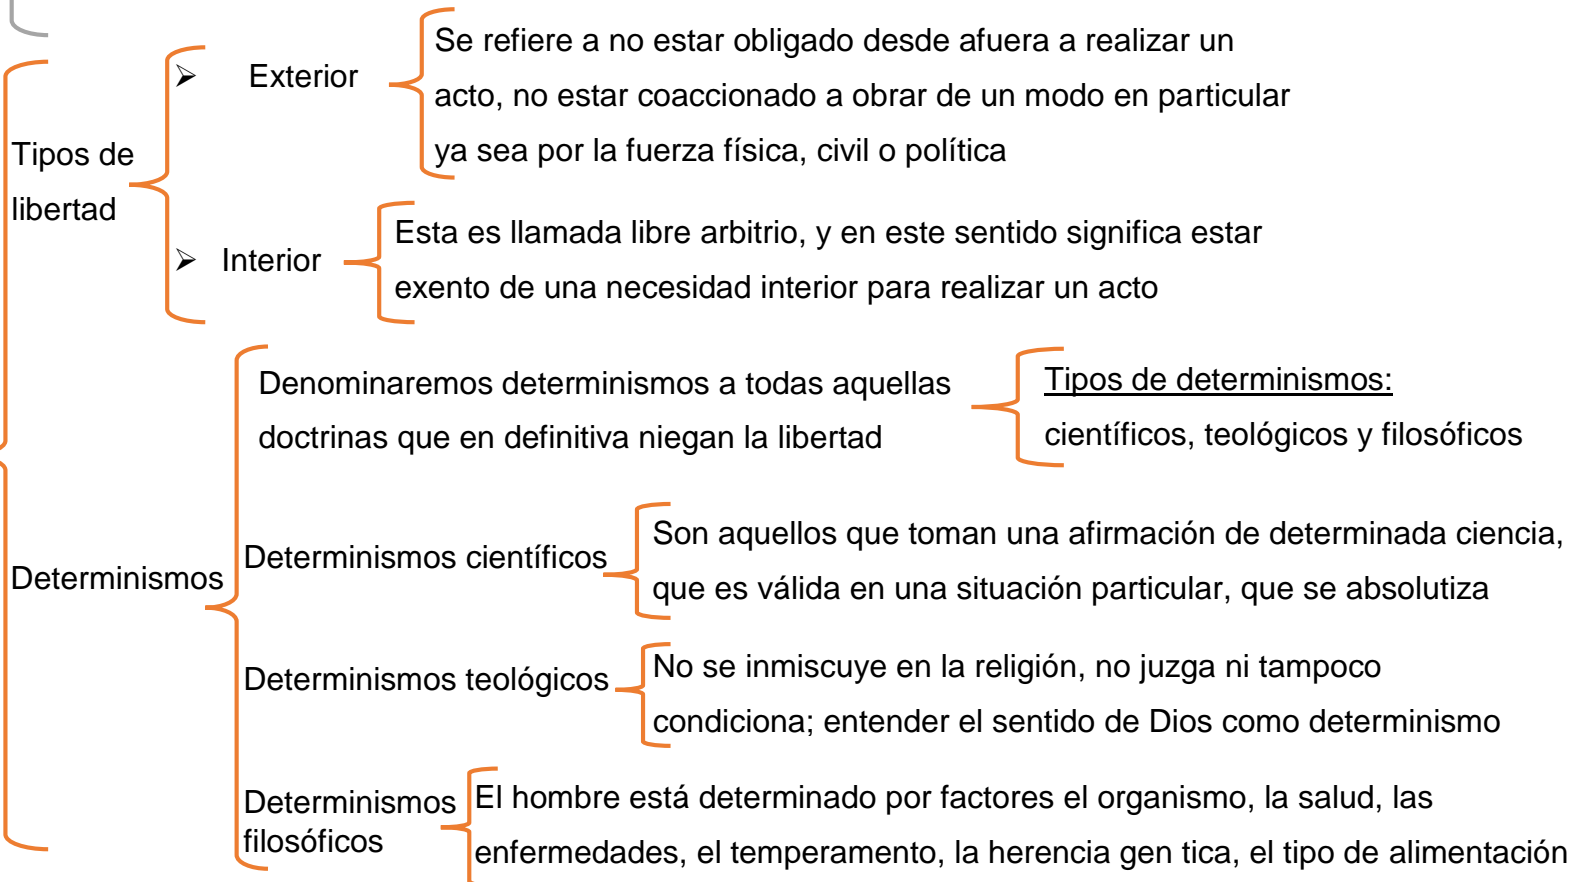 Tipos de
libertad
➢ Exterior
Se refiere a no estar obligado desde afuera a realizar un
acto, no estar coaccionado a obrar de un modo en particular
ya sea por la fuerza física, civil o política
➢ Interior
Esta es llamada libre arbitrio, y en este sentido significa estar
exento de una necesidad interior para realizar un acto
Determinismos
Denominaremos determinismos a todas aquellas
doctrinas que en definitiva niegan la libertad
Tipos de determinismos:
científicos, teológicos y filosóficos
Determinismos científicos
Son aquellos que toman una afirmación de determinada ciencia,
que es válida en una situación particular, que se absolutiza
Determinismos teológicos
No se inmiscuye en la religión, no juzga ni tampoco
condiciona; entender el sentido de Dios como determinismo
Determinismos
filosóficos
El hombre está determinado por factores el organismo, la salud, las
enfermedades, el temperamento, la herencia gen tica, el tipo de alimentación